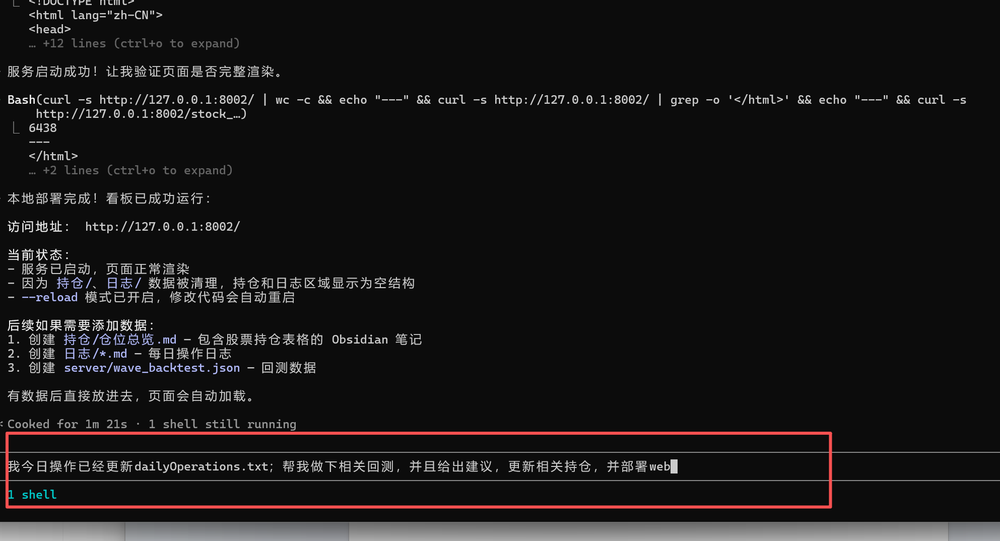 <!DOCTYPE html>
<html lang="zh-CN">
<head>
… +12 lines (ctrl+o to expand)
服务启动成功！让我验证页面是否完整渲染。
Bash(curl -s http://127.0.0.1:8002/ | wc -c && echo "---" && curl -s http://127.0.0.1:8002/ | grep -o '</html>' && echo "---" && curl -s
http://127.0.0.1:8002/stock_…)
6438
---
</html>
… +2 lines (ctrl+o to expand)
本地部署完成！看板已成功运行：
访问地址： http://127.0.0.1:8002/
当前状态：
- 服务已启动，页面正常渲染
- 因为 持仓/、日志/ 数据被清理，持仓和日志区域显示为空结构
- --reload 模式已开启，修改代码会自动重启
后续如果需要添加数据：
1. 创建 持仓/仓位总览.md — 包含股票持仓表格的 Obsidian 笔记
2. 创建 日志/*.md — 每日操作日志
3. 创建 server/wave_backtest.json — 回测数据
有数据后直接放进去，页面会自动加载。
Cooked for 1m 21s · 1 shell still running
我今日操作已经更新dailyOperations.txt；帮我做下相关回测，并且给出建议，更新相关持仓，并部署web
1 shell